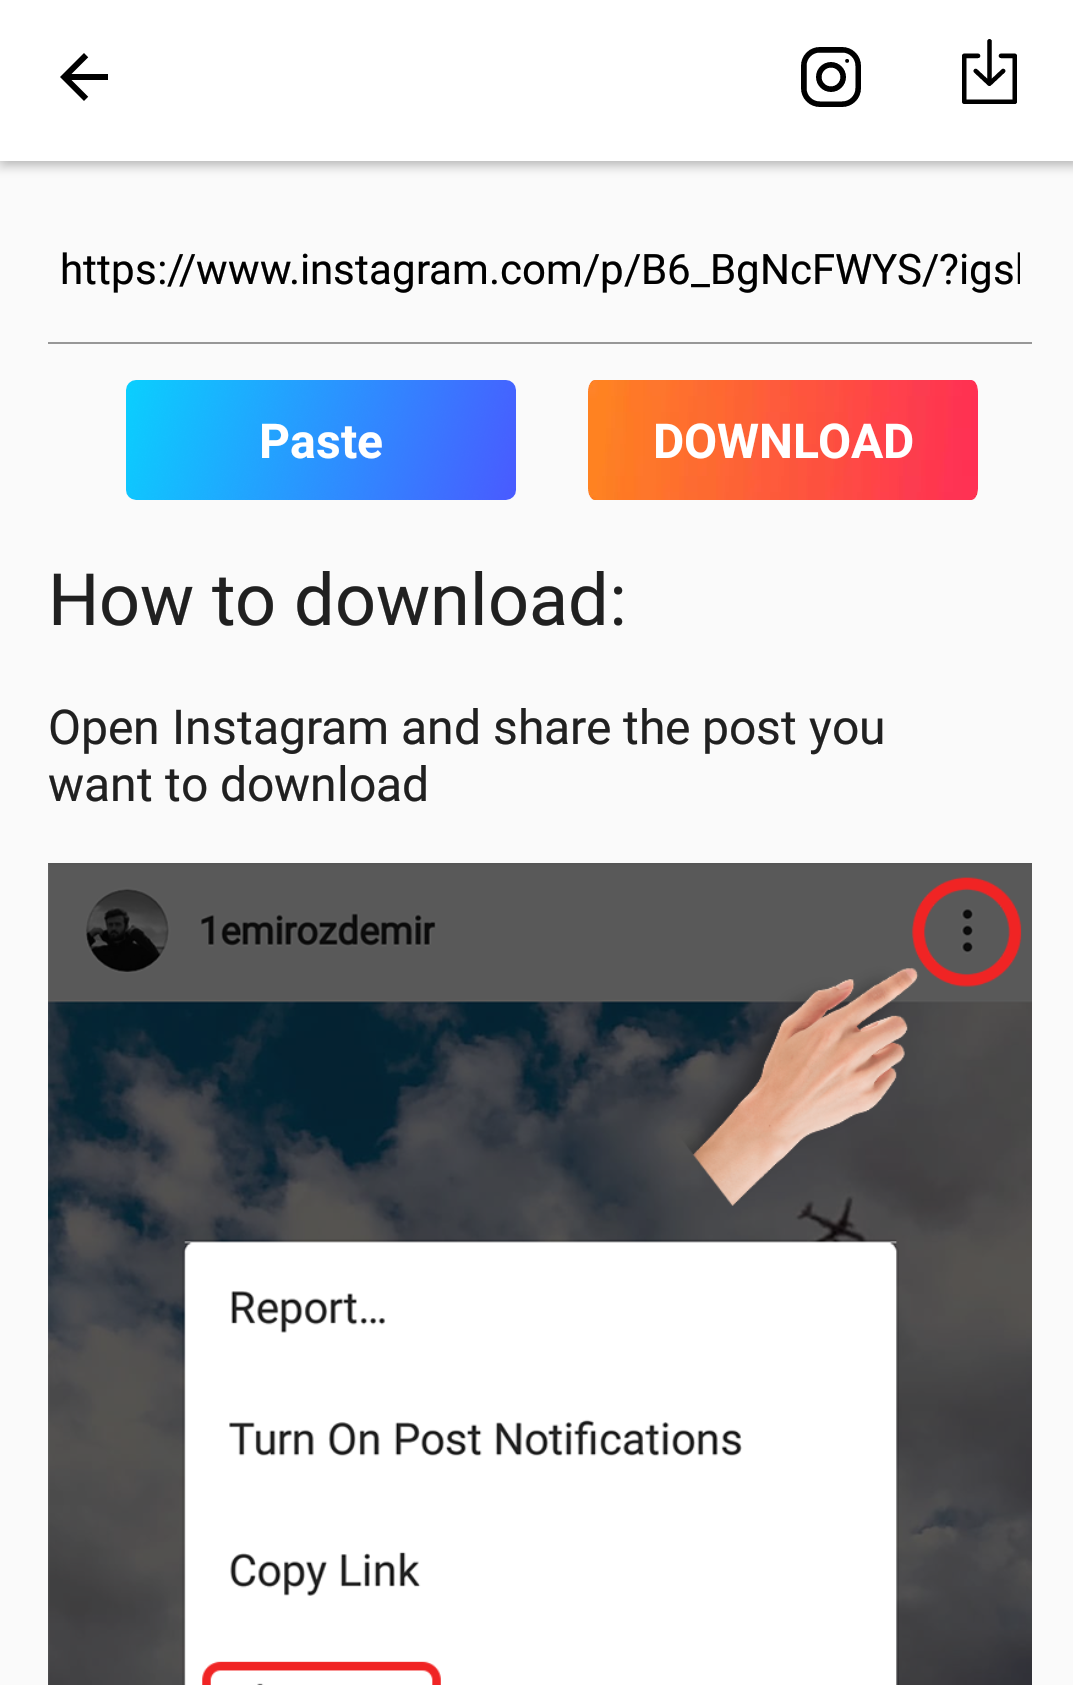 https://www.instagram.com/p/B6_BgNcFWYS/?igs
Paste
DOWNLOAD
How to download:
Open Instagram and share the post you
want to download
1emirozdemir
Report...
Turn On Post Notifications
Copy Link